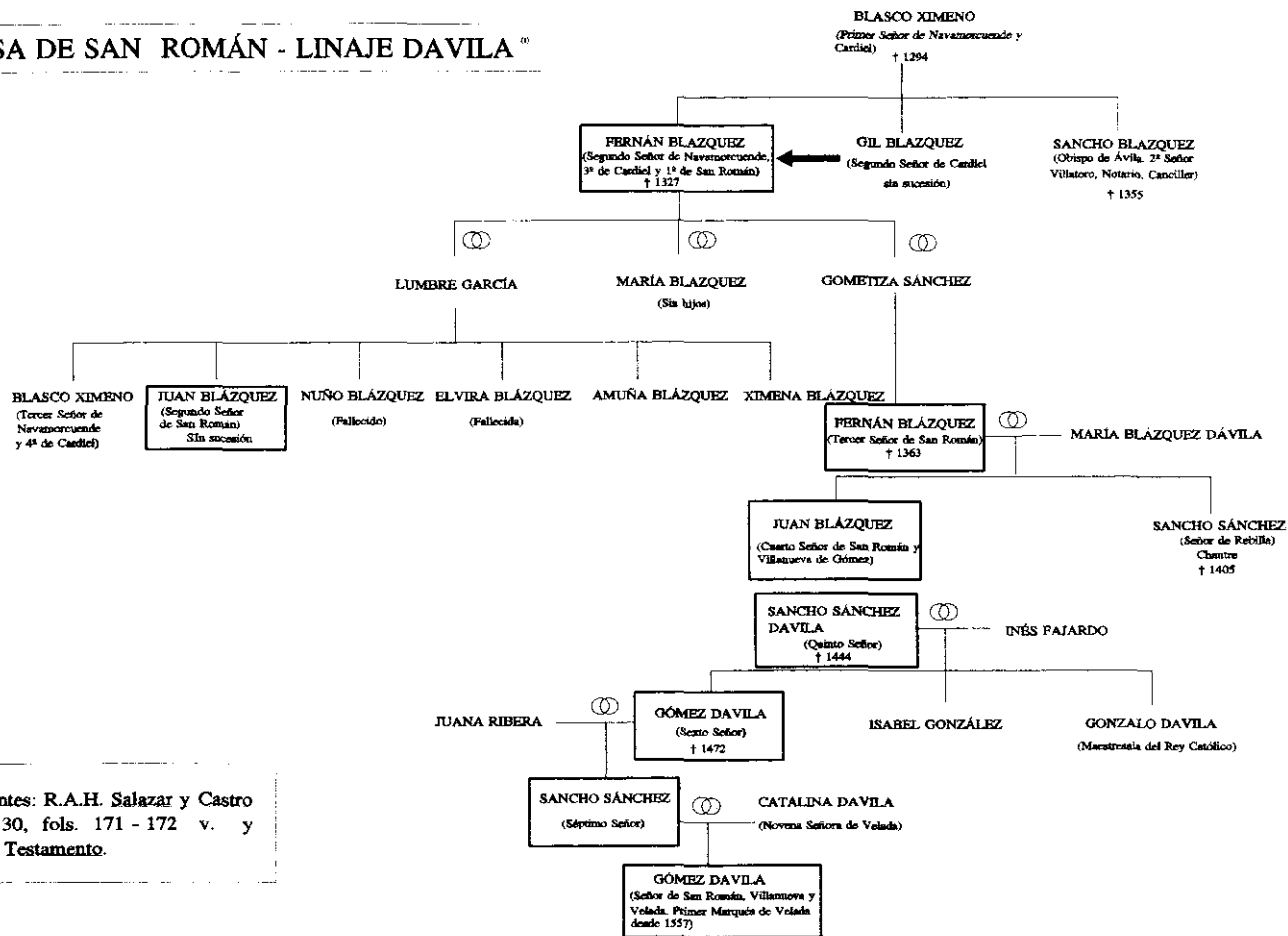 SA DE SAN ROMÁN - LINAJE DAVILA (1)
BLASCO XIMENO
(Primer Señor de Navamorcuende y
Cardiel)
† 1294
FERNÁN BLAZQUEZ
(Segundo Señor de Navamorcuende,
3º de Cardiel y 1º de San Román)
† 1327
GIL BLAZQUEZ
(Segundo Señor de Cardiel
sin sucesión)
SANCHO BLAZQUEZ
(Obispo de Ávila. 2º Señor
Villatoro, Notario, Canciller)
† 1355
LUMBRE GARCÍA
MARÍA BLAZQUEZ
(Sin hijos)
GOMETIZA SÁNCHEZ
BLASCO XIMENO
(Tercer Señor de
Navamorcuende
y 4º de Cardiel)
JUAN BLÁZQUEZ
(Segundo Señor
de San Román)
SIn sucesión
NUÑO BLÁZQUEZ
(Fallecido)
ELVIRA BLÁZQUEZ
(Fallecida)
AMUÑA BLÁZQUEZ
XIMENA BLÁZQUEZ
FERNÁN BLÁZQUEZ
(Tercer Señor de San Román)
† 1363
MARÍA BLÁZQUEZ DÁVILA
JUAN BLÁZQUEZ
(Cuarto Señor de San Román y
Villanueva de Gómez)
SANCHO SÁNCHEZ
(Señor de Rebilla)
Chantre
† 1405
SANCHO SÁNCHEZ
DAVILA
(Quinto Señor)
† 1444
INÉS FAJARDO
JUANA RIBERA
GÓMEZ DAVILA
(Sexto Señor)
† 1472
ISABEL GONZÁLEZ
GONZALO DAVILA
(Maestresala del Rey Católico)
SANCHO SÁNCHEZ
(Séptimo Señor)
CATALINA DAVILA
(Novena Señora de Velada)
GÓMEZ DAVILA
(Señor de San Román, Villanueva y
Velada. Primer Marqués de Velada
desde 1557)
ntes: R.A.H. Salazar y Castro
30, fols. 171 - 172 v. y
Testamento.